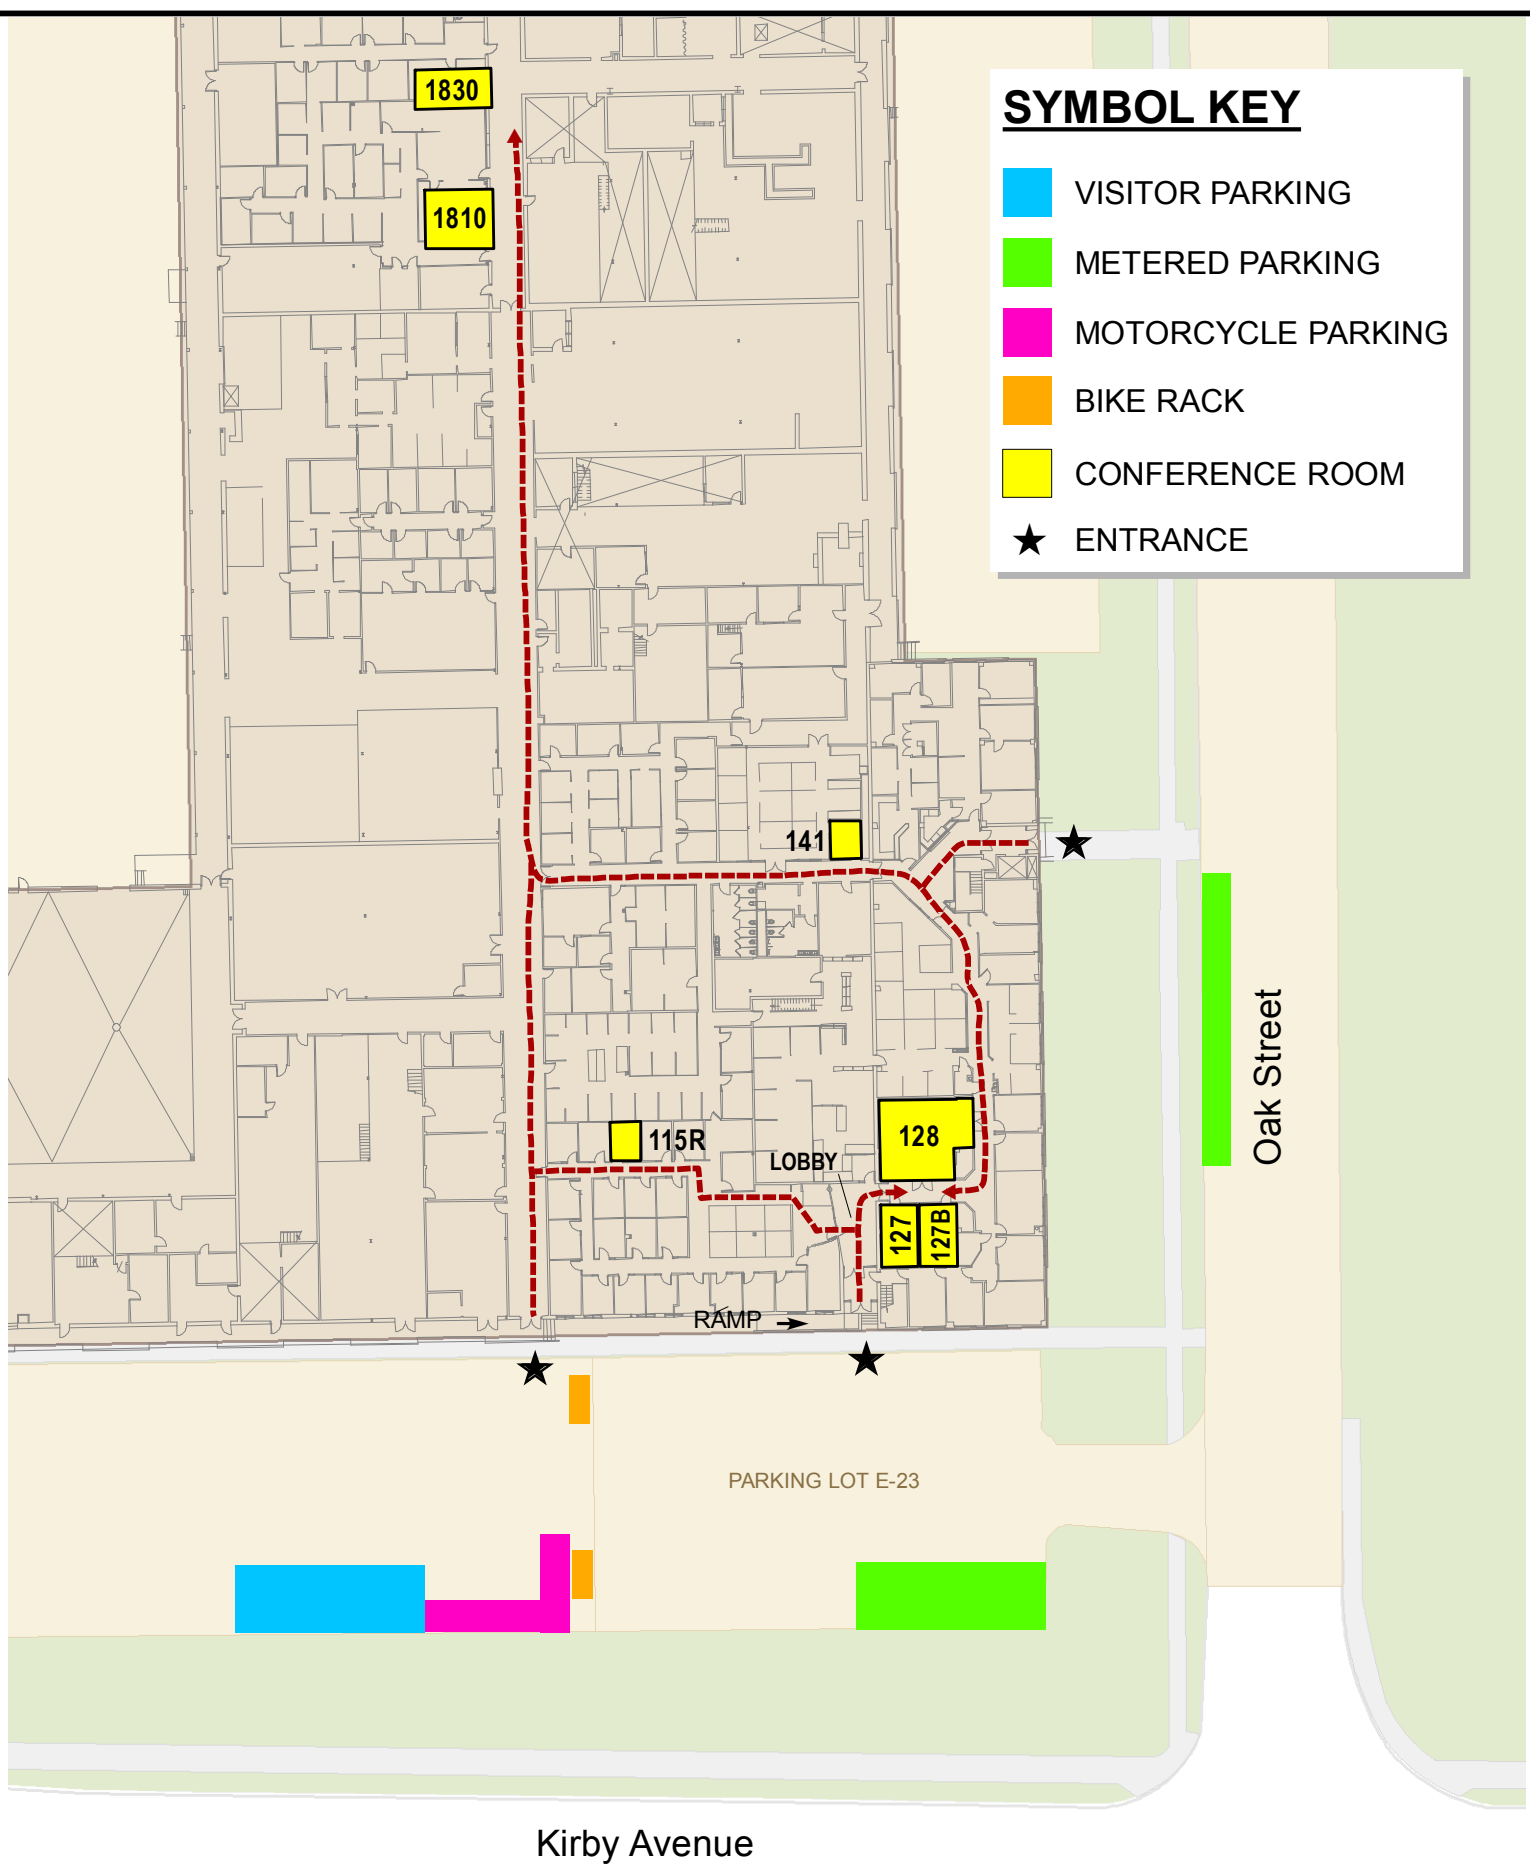 1830
1810
SYMBOL KEY
VISITOR PARKING
METERED PARKING
MOTORCYCLE PARKING
BIKE RACK
CONFERENCE ROOM
ENTRANCE
141
Oak Street
128
115R
LOBBY
127
127B
RAMP
PARKING LOT E-23
Kirby Avenue